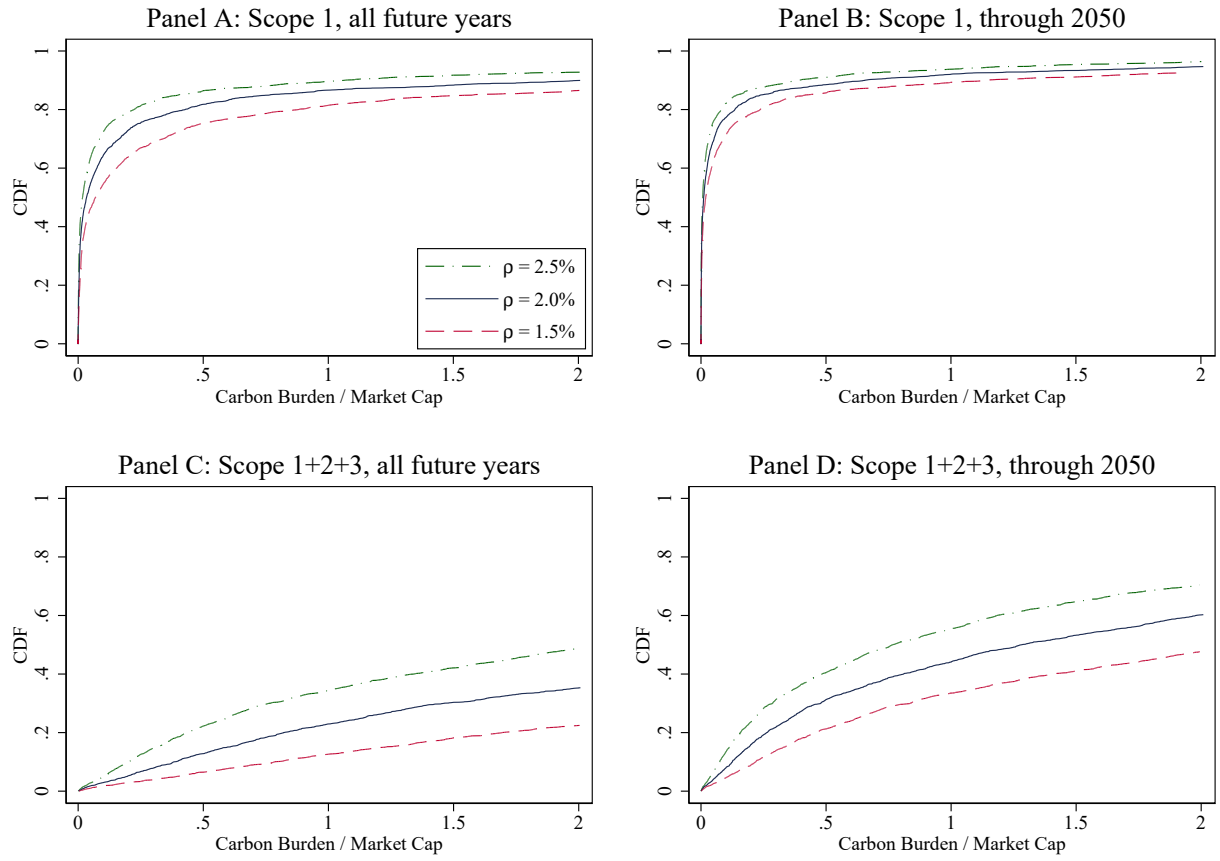 Panel A: Scope 1, all future years
1
.8
.6
.4
.2
0
CDF
0 .5 1 1.5 2
Carbon Burden / Market Cap
ρ = 2.5%
ρ = 2.0%
ρ = 1.5%
Panel B: Scope 1, through 2050
1
.8
.6
.4
.2
0
CDF
0 .5 1 1.5 2
Carbon Burden / Market Cap
Panel C: Scope 1+2+3, all future years
1
.8
.6
.4
.2
0
CDF
0 .5 1 1.5 2
Carbon Burden / Market Cap
Panel D: Scope 1+2+3, through 2050
1
.8
.6
.4
.2
0
CDF
0 .5 1 1.5 2
Carbon Burden / Market Cap